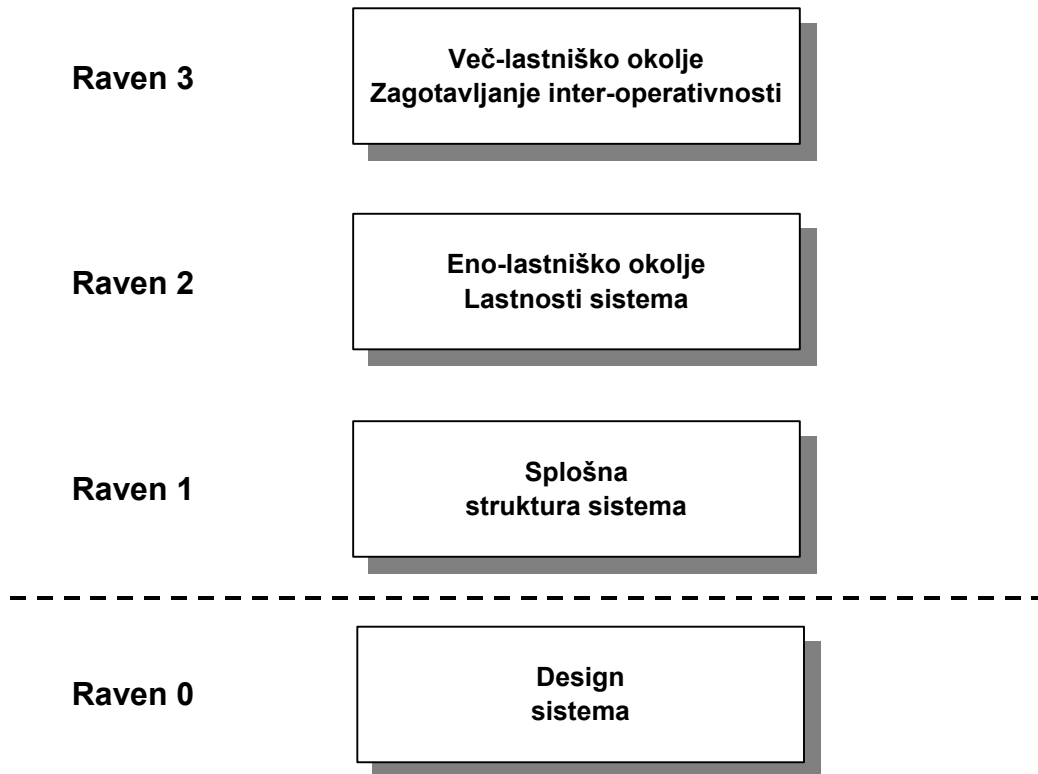 Raven 3
Več-lastniško okolje
Zagotavljanje inter-operativnosti
Raven 2
Eno-lastniško okolje
Lastnosti sistema
Raven 1
Splošna
struktura sistema
Raven 0
Design
sistema